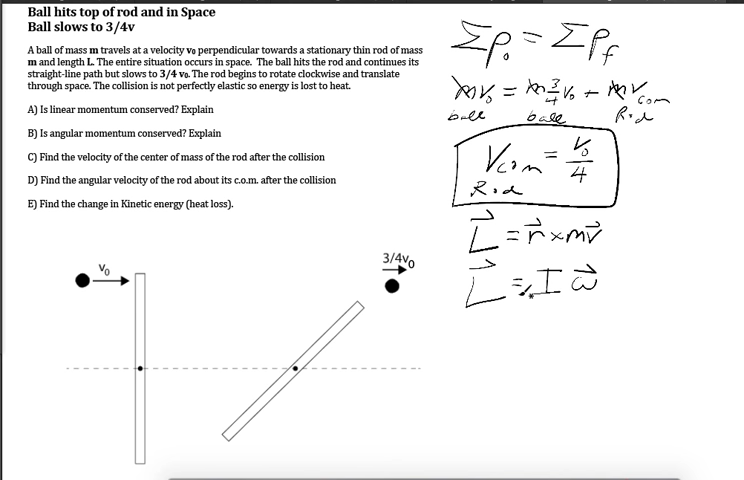 Ball hits top of rod and in Space
Ball slows to 3/4v
A ball of mass m travels at a velocity v₀ perpendicular towards a stationary thin rod of mass
m and length L. The entire situation occurs in space. The ball hits the rod and continues its
straight-line path but slows to 3/4 v₀. The rod begins to rotate clockwise and translate
through space. The collision is not perfectly elastic so energy is lost to heat.
A) Is linear momentum conserved? Explain
B) Is angular momentum conserved? Explain
C) Find the velocity of the center of mass of the rod after the collision
D) Find the angular velocity of the rod about its c.o.m. after the collision
E) Find the change in Kinetic energy (heat loss).
v₀
3/4v₀
Σp₀ = Σp_f
mv₀ = m 3/4 v₀ + mv_com
ball ball Rod
V_com = v₀/4
Rod
L⃗ = r⃗ × mv⃗
L⃗ = I ω⃗